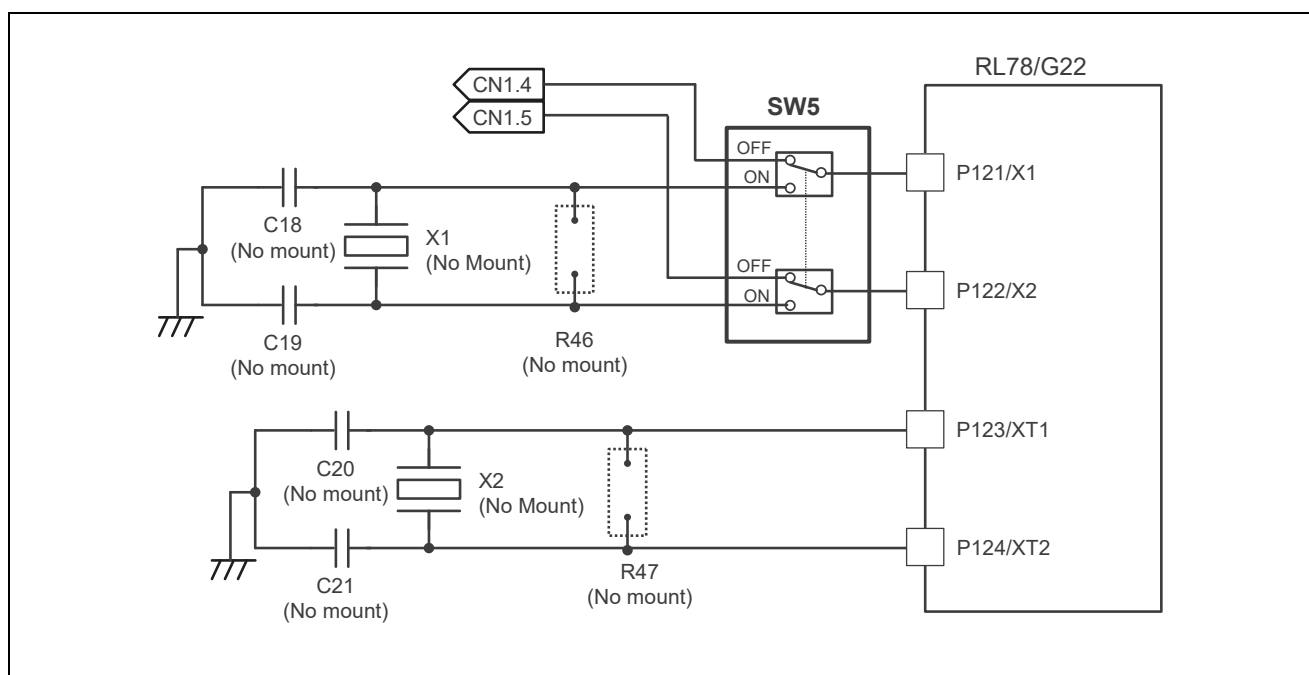 RL78/G22
CN1.4
CN1.5
SW5
OFF
ON
P121/X1
C18
(No mount)
X1
(No Mount)
OFF
ON
P122/X2
C19
(No mount)
R46
(No mount)
P123/XT1
C20
(No mount)
X2
(No Mount)
P124/XT2
C21
(No mount)
R47
(No mount)